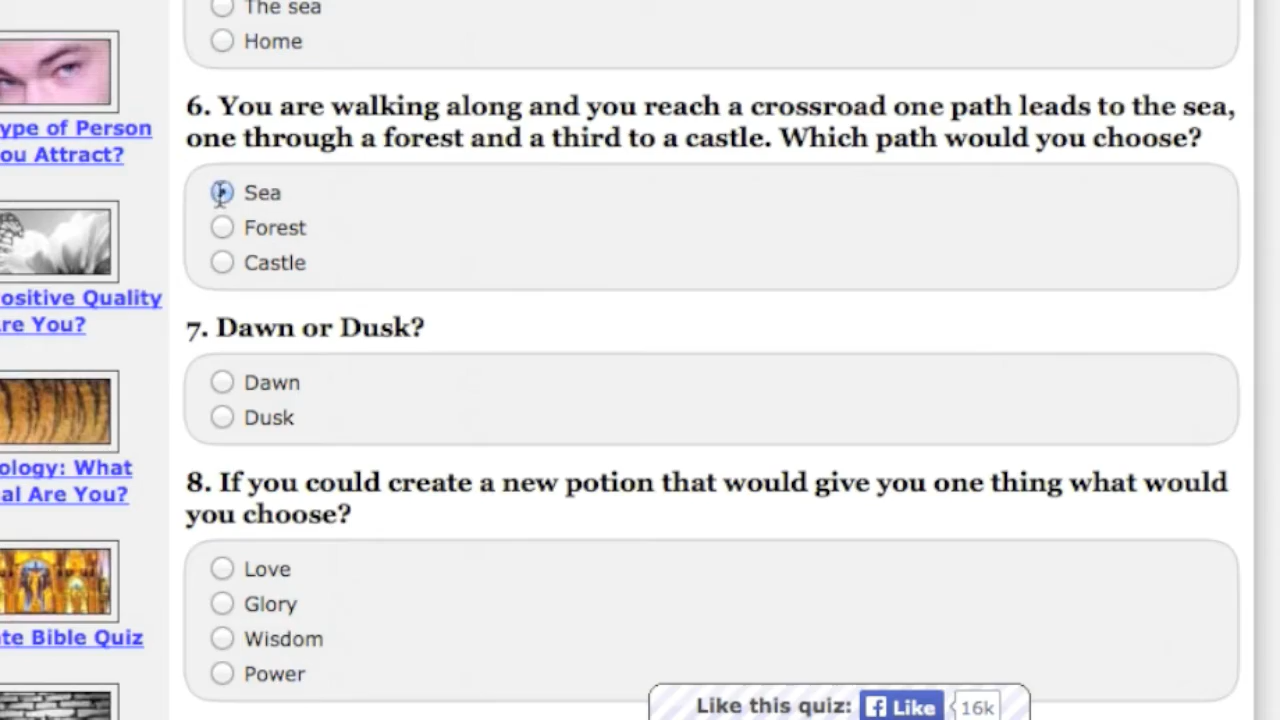 The sea
Home
6. You are walking along and you reach a crossroad one path leads to the sea,
one through a forest and a third to a castle. Which path would you choose?
Sea
Forest
Castle
7. Dawn or Dusk?
Dawn
Dusk
8. If you could create a new potion that would give you one thing what would
you choose?
Love
Glory
Wisdom
Power
Like this quiz: Like 16k
ype of Person
ou Attract?
ositive Quality
re You?
ology: What
al Are You?
te Bible Quiz